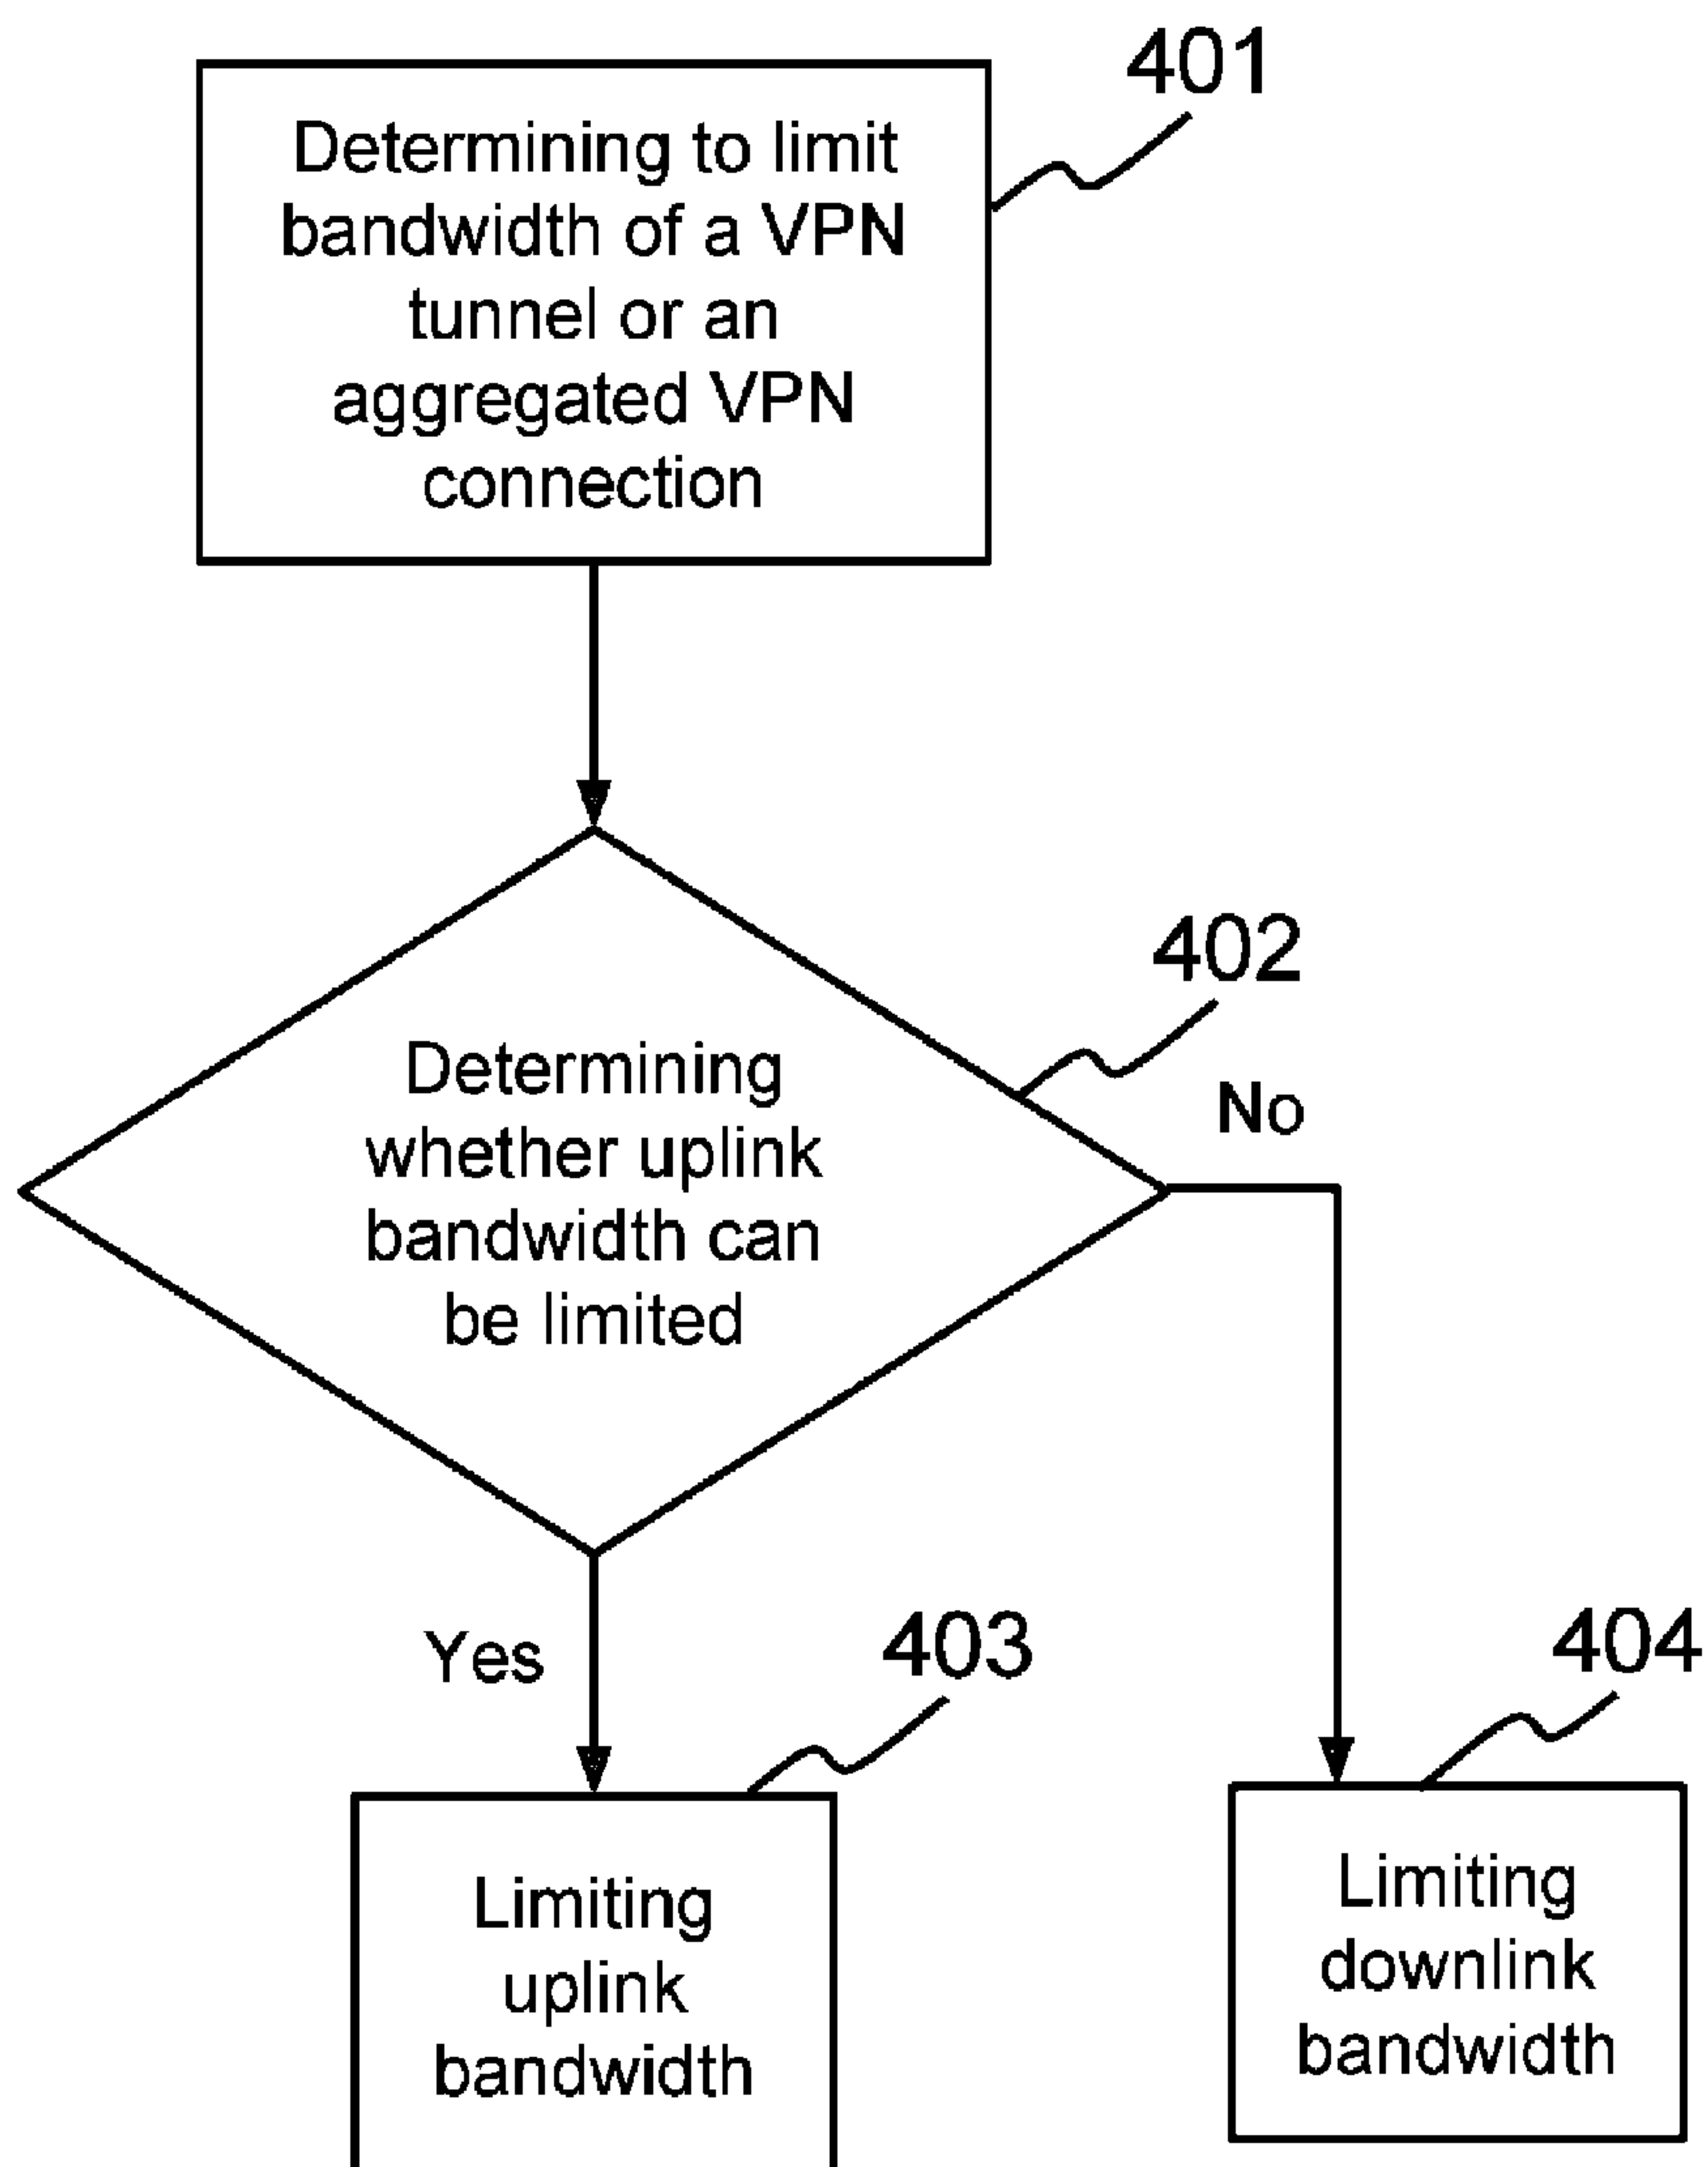 401
Determining to limit
bandwidth of a VPN
tunnel or an
aggregated VPN
connection
402
No
Determining
whether uplink
bandwidth can
be limited
Yes
403
404
Limiting
uplink
bandwidth
Limiting
downlink
bandwidth